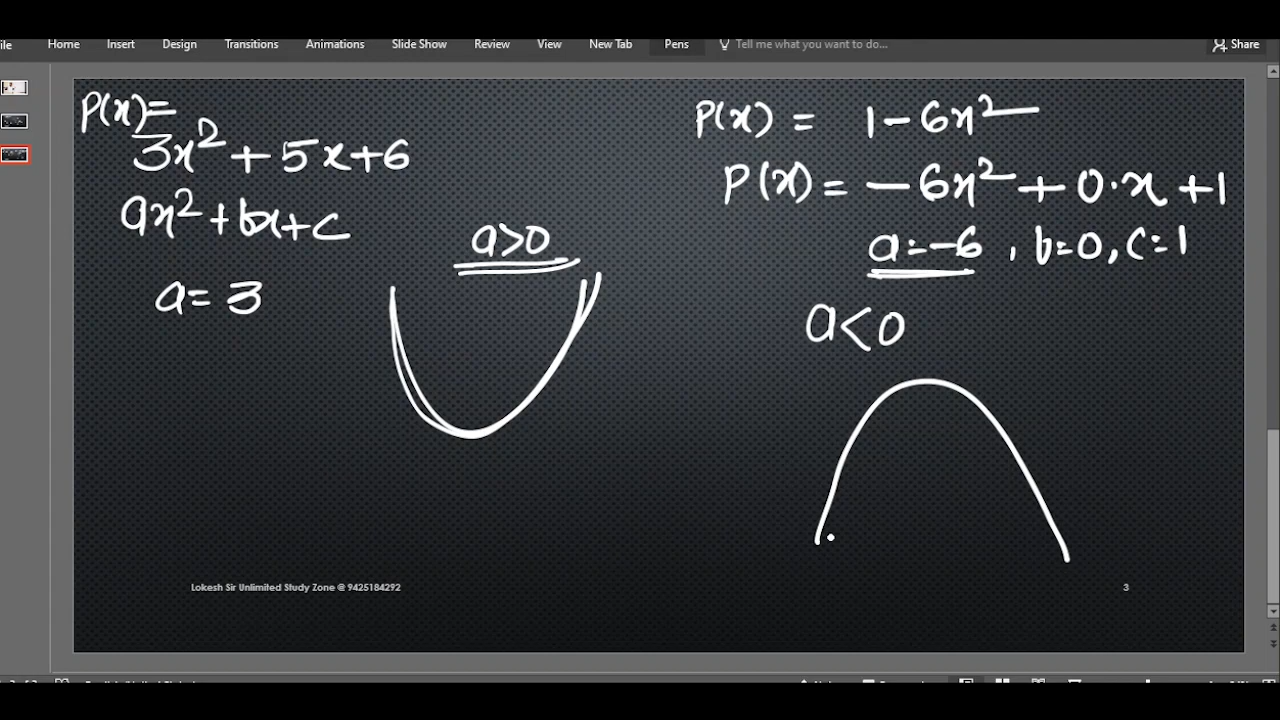 ile Home Insert Design Transitions Animations Slide Show Review View New Tab Pens Tell me what you want to do... Share
P(x)=
3x² + 5x + 6
ax² + bx + c
a = 3
a>0
P(x) = 1 - 6x²
P(x) = - 6x² + 0·x + 1
a = -6 , b=0, c=1
a<0
Lokesh Sir Unlimited Study Zone @ 9425184292
3